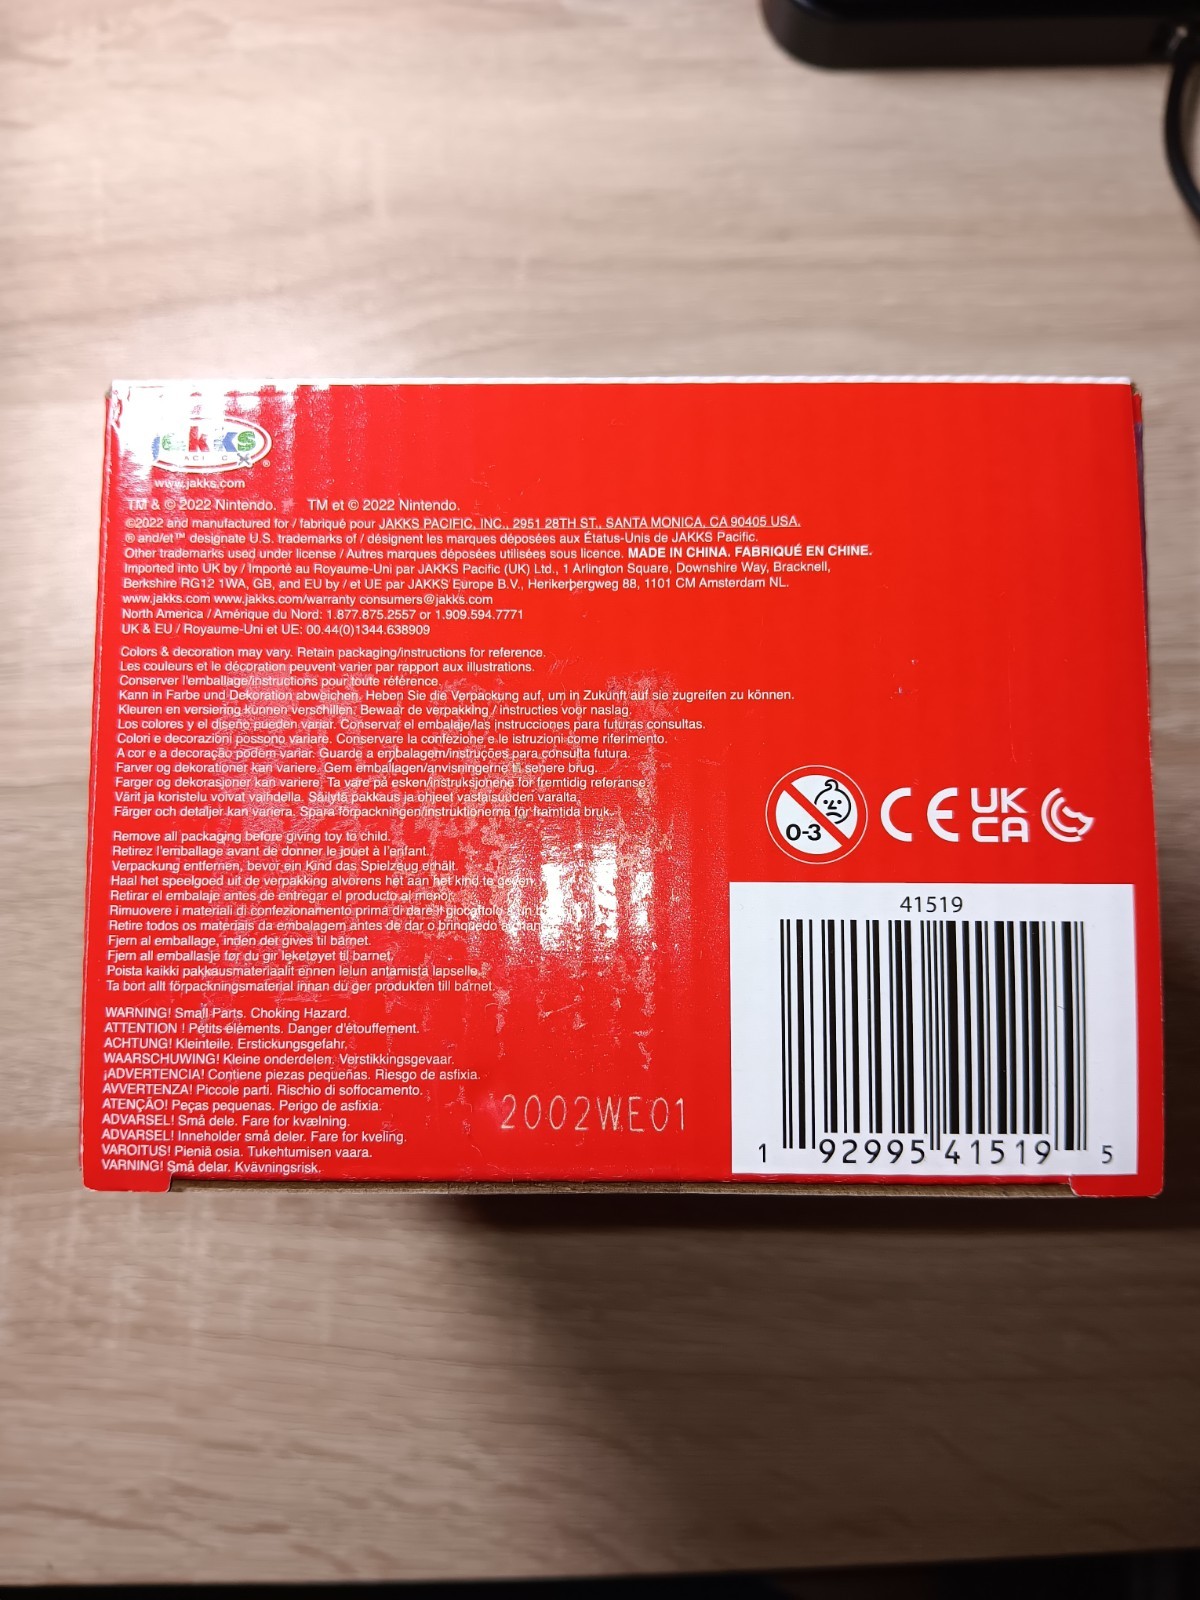 jakks
PACIFIC
®
www.jakks.com
TM & © 2022 Nintendo. TM et © 2022 Nintendo.
©2022 and manufactured for / fabriqué pour JAKKS PACIFIC, INC., 2951 28TH ST., SANTA MONICA, CA 90405 USA.
® and/et™ designate U.S. trademarks of / désignent les marques déposées aux États-Unis de JAKKS Pacific.
Other trademarks used under license / Autres marques déposées utilisées sous licence. MADE IN CHINA. FABRIQUÉ EN CHINE.
Imported into UK by / Importé au Royaume-Uni par JAKKS Pacific (UK) Ltd., 1 Arlington Square, Downshire Way, Bracknell,
Berkshire RG12 1WA, GB, and EU by / et UE par JAKKS Europe B.V., Herikerbergweg 88, 1101 CM Amsterdam NL.
www.jakks.com www.jakks.com/warranty consumers@jakks.com
North America / Amérique du Nord: 1.877.875.2557 or 1.909.594.7771
UK & EU / Royaume-Uni et UE: 00.44(0)1344.638909
Colors & decoration may vary. Retain packaging/instructions for reference.
Les couleurs et le décoration peuvent varier par rapport aux illustrations.
Conserver l'emballage/instructions pour toute référence.
Kann in Farbe und Dekoration abweichen. Heben Sie die Verpackung auf, um in Zukunft auf sie zugreifen zu können.
Kleuren en versiering kunnen verschillen. Bewaar de verpakking / instructies voor naslag.
Los colores y el diseño pueden variar. Conservar el embalaje/las instrucciones para futuras consultas.
Colori e decorazioni possono variare. Conservare la confezione e le istruzioni come riferimento.
A cor e a decoração podem variar. Guarde a embalagem/instruções para consulta futura.
Farver og dekorationer kan variere. Gem emballagen/anvisningerne til senere brug.
Farger og dekorasjoner kan variere. Ta vare på esken/instruksjonene for fremtidig referanse.
Värit ja koristelu voivat vaihdella. Säilytä pakkaus ja ohjeet vastaisuuden varalta.
Färger och detaljer kan variera. Spara förpackningen/instruktionerna för framtida bruk.
Remove all packaging before giving toy to child.
Retirez l'emballage avant de donner le jouet à l'enfant.
Verpackung entfernen, bevor ein Kind das Spielzeug erhält.
Haal het speelgoed uit de verpakking alvorens het aan het kind te geven.
Retirar el embalaje antes de entregar el producto al menor.
Rimuovere i materiali di confezionamento prima di dare il giocattolo a un
Retire todos os materiais da embalagem antes de dar o brinquedo à
Fjern al emballage, inden det gives til barnet.
Fjern all emballasje før du gir leketøyet til barnet.
Poista kaikki pakkausmateriaalit ennen lelun antamista lapselle.
Ta bort allt förpackningsmaterial innan du ger produkten till barnet.
WARNING! Small Parts. Choking Hazard.
ATTENTION ! Petits éléments. Danger d'étouffement.
ACHTUNG! Kleinteile. Erstickungsgefahr.
WAARSCHUWING! Kleine onderdelen. Verstikkingsgevaar.
¡ADVERTENCIA! Contiene piezas pequeñas. Riesgo de asfixia.
AVVERTENZA! Piccole parti. Rischio di soffocamento.
ATENÇÃO! Peças pequenas. Perigo de asfixia.
ADVARSEL! Små dele. Fare for kvælning.
ADVARSEL! Inneholder små deler. Fare for kveling.
VAROITUS! Pieniä osia. Tukehtumisen vaara.
VARNING! Små delar. Kvävningsrisk.
2002WE01
0-3
CE UK
CA
41519
1 92995 41519 5